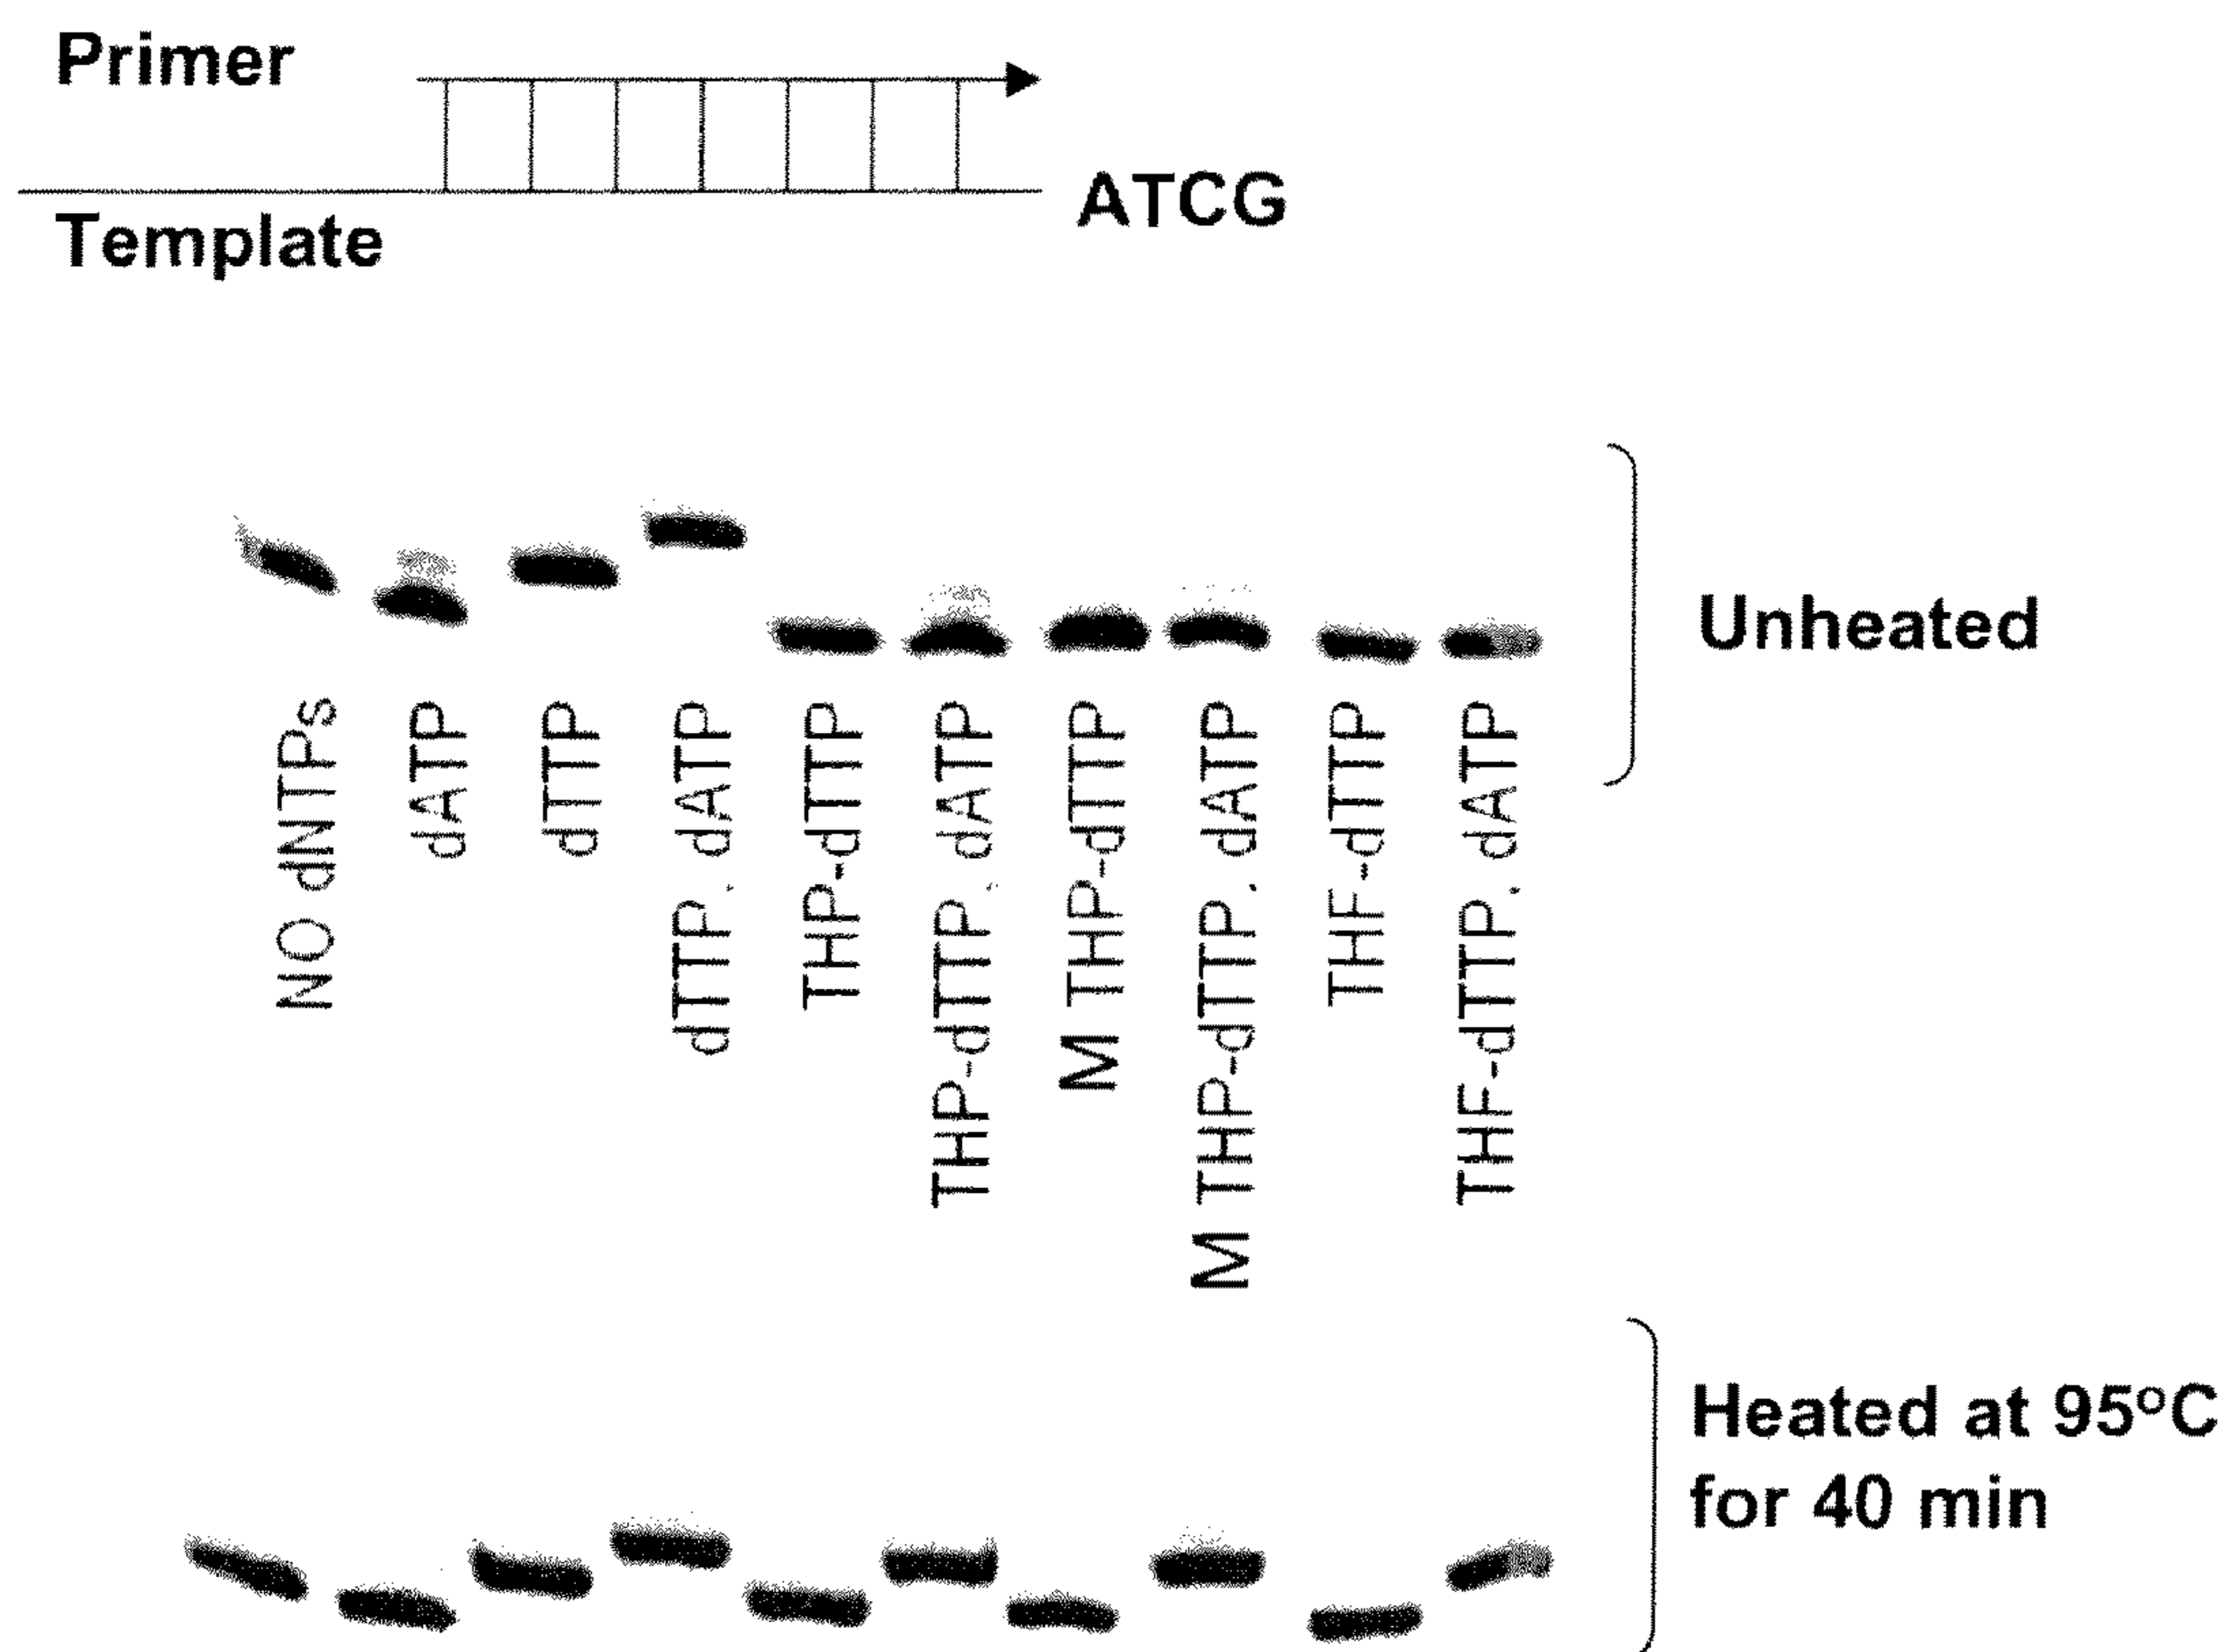 Primer
ATCG
Template
Unheated
NO dNTPs
dATP
dTTP
dTTP, dATP
THP-dTTP
THP-dTTP, dATP
M THP-dTTP
M THP-dTTP, dATP
THF-dTTP
THF-dTTP, dATP
Heated at 95°C
for 40 min